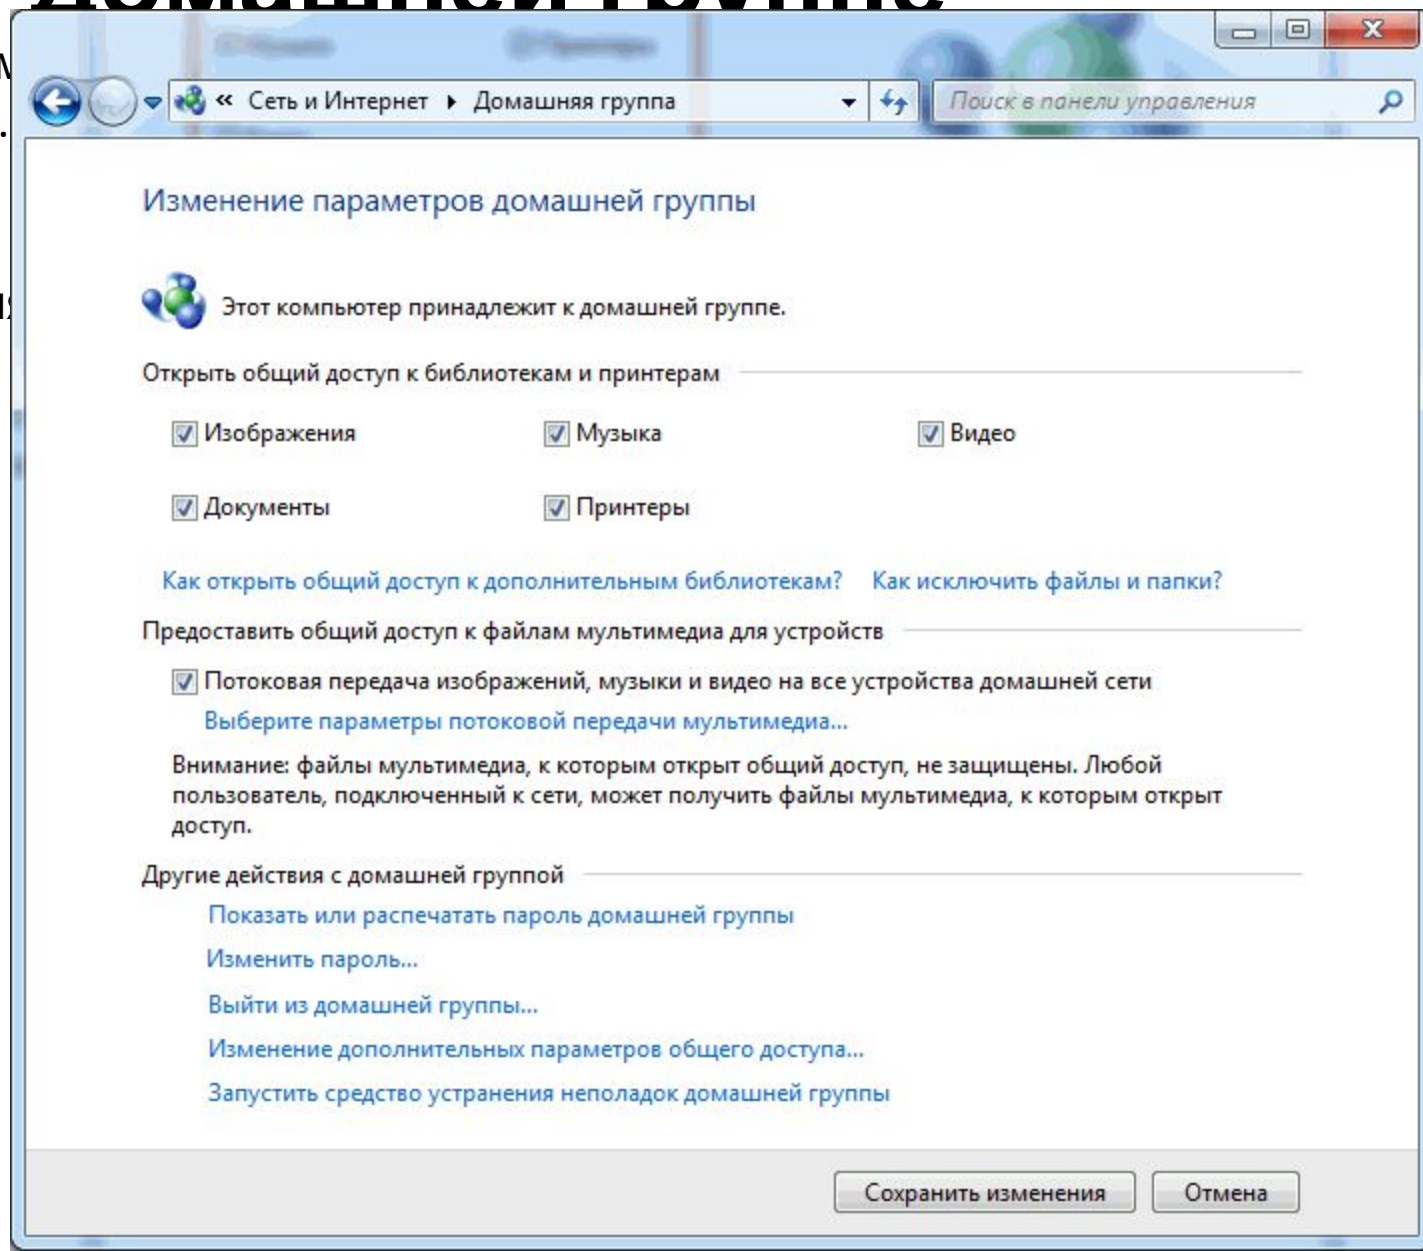 домашней группе
« Сеть и Интернет ▸ Домашняя группа
Поиск в панели управления
Изменение параметров домашней группы
Этот компьютер принадлежит к домашней группе.
Открыть общий доступ к библиотекам и принтерам
Изображения Музыка Видео
Документы Принтеры
Как открыть общий доступ к дополнительным библиотекам? Как исключить файлы и папки?
Предоставить общий доступ к файлам мультимедиа для устройств
Потоковая передача изображений, музыки и видео на все устройства домашней сети
Выберите параметры потоковой передачи мультимедиа...
Внимание: файлы мультимедиа, к которым открыт общий доступ, не защищены. Любой
пользователь, подключенный к сети, может получить файлы мультимедиа, к которым открыт
доступ.
Другие действия с домашней группой
Показать или распечатать пароль домашней группы
Изменить пароль...
Выйти из домашней группы...
Изменение дополнительных параметров общего доступа...
Запустить средство устранения неполадок домашней группы
Сохранить изменения Отмена